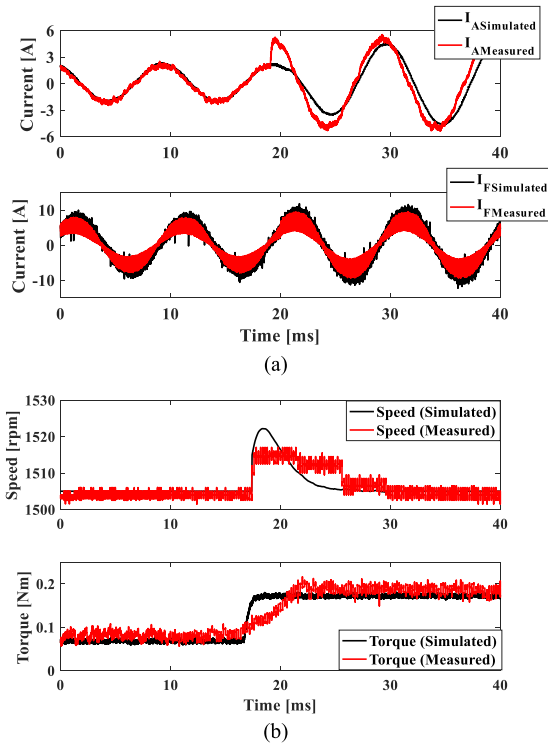 6
3
0
-3
-6
Current [A]
I_ASimulated
I_AMeasured
0 10 20 30 40
10
0
-10
Current [A]
I_FSimulated
I_FMeasured
0 10 20 30 40
Time [ms]
(a)
1530
1520
1510
1500
Speed [rpm]
Speed (Simulated)
Speed (Measured)
0 10 20 30 40
0.2
0.1
0
Torque [Nm]
Torque (Simulated)
Torque (Measured)
0 10 20 30 40
Time [ms]
(b)